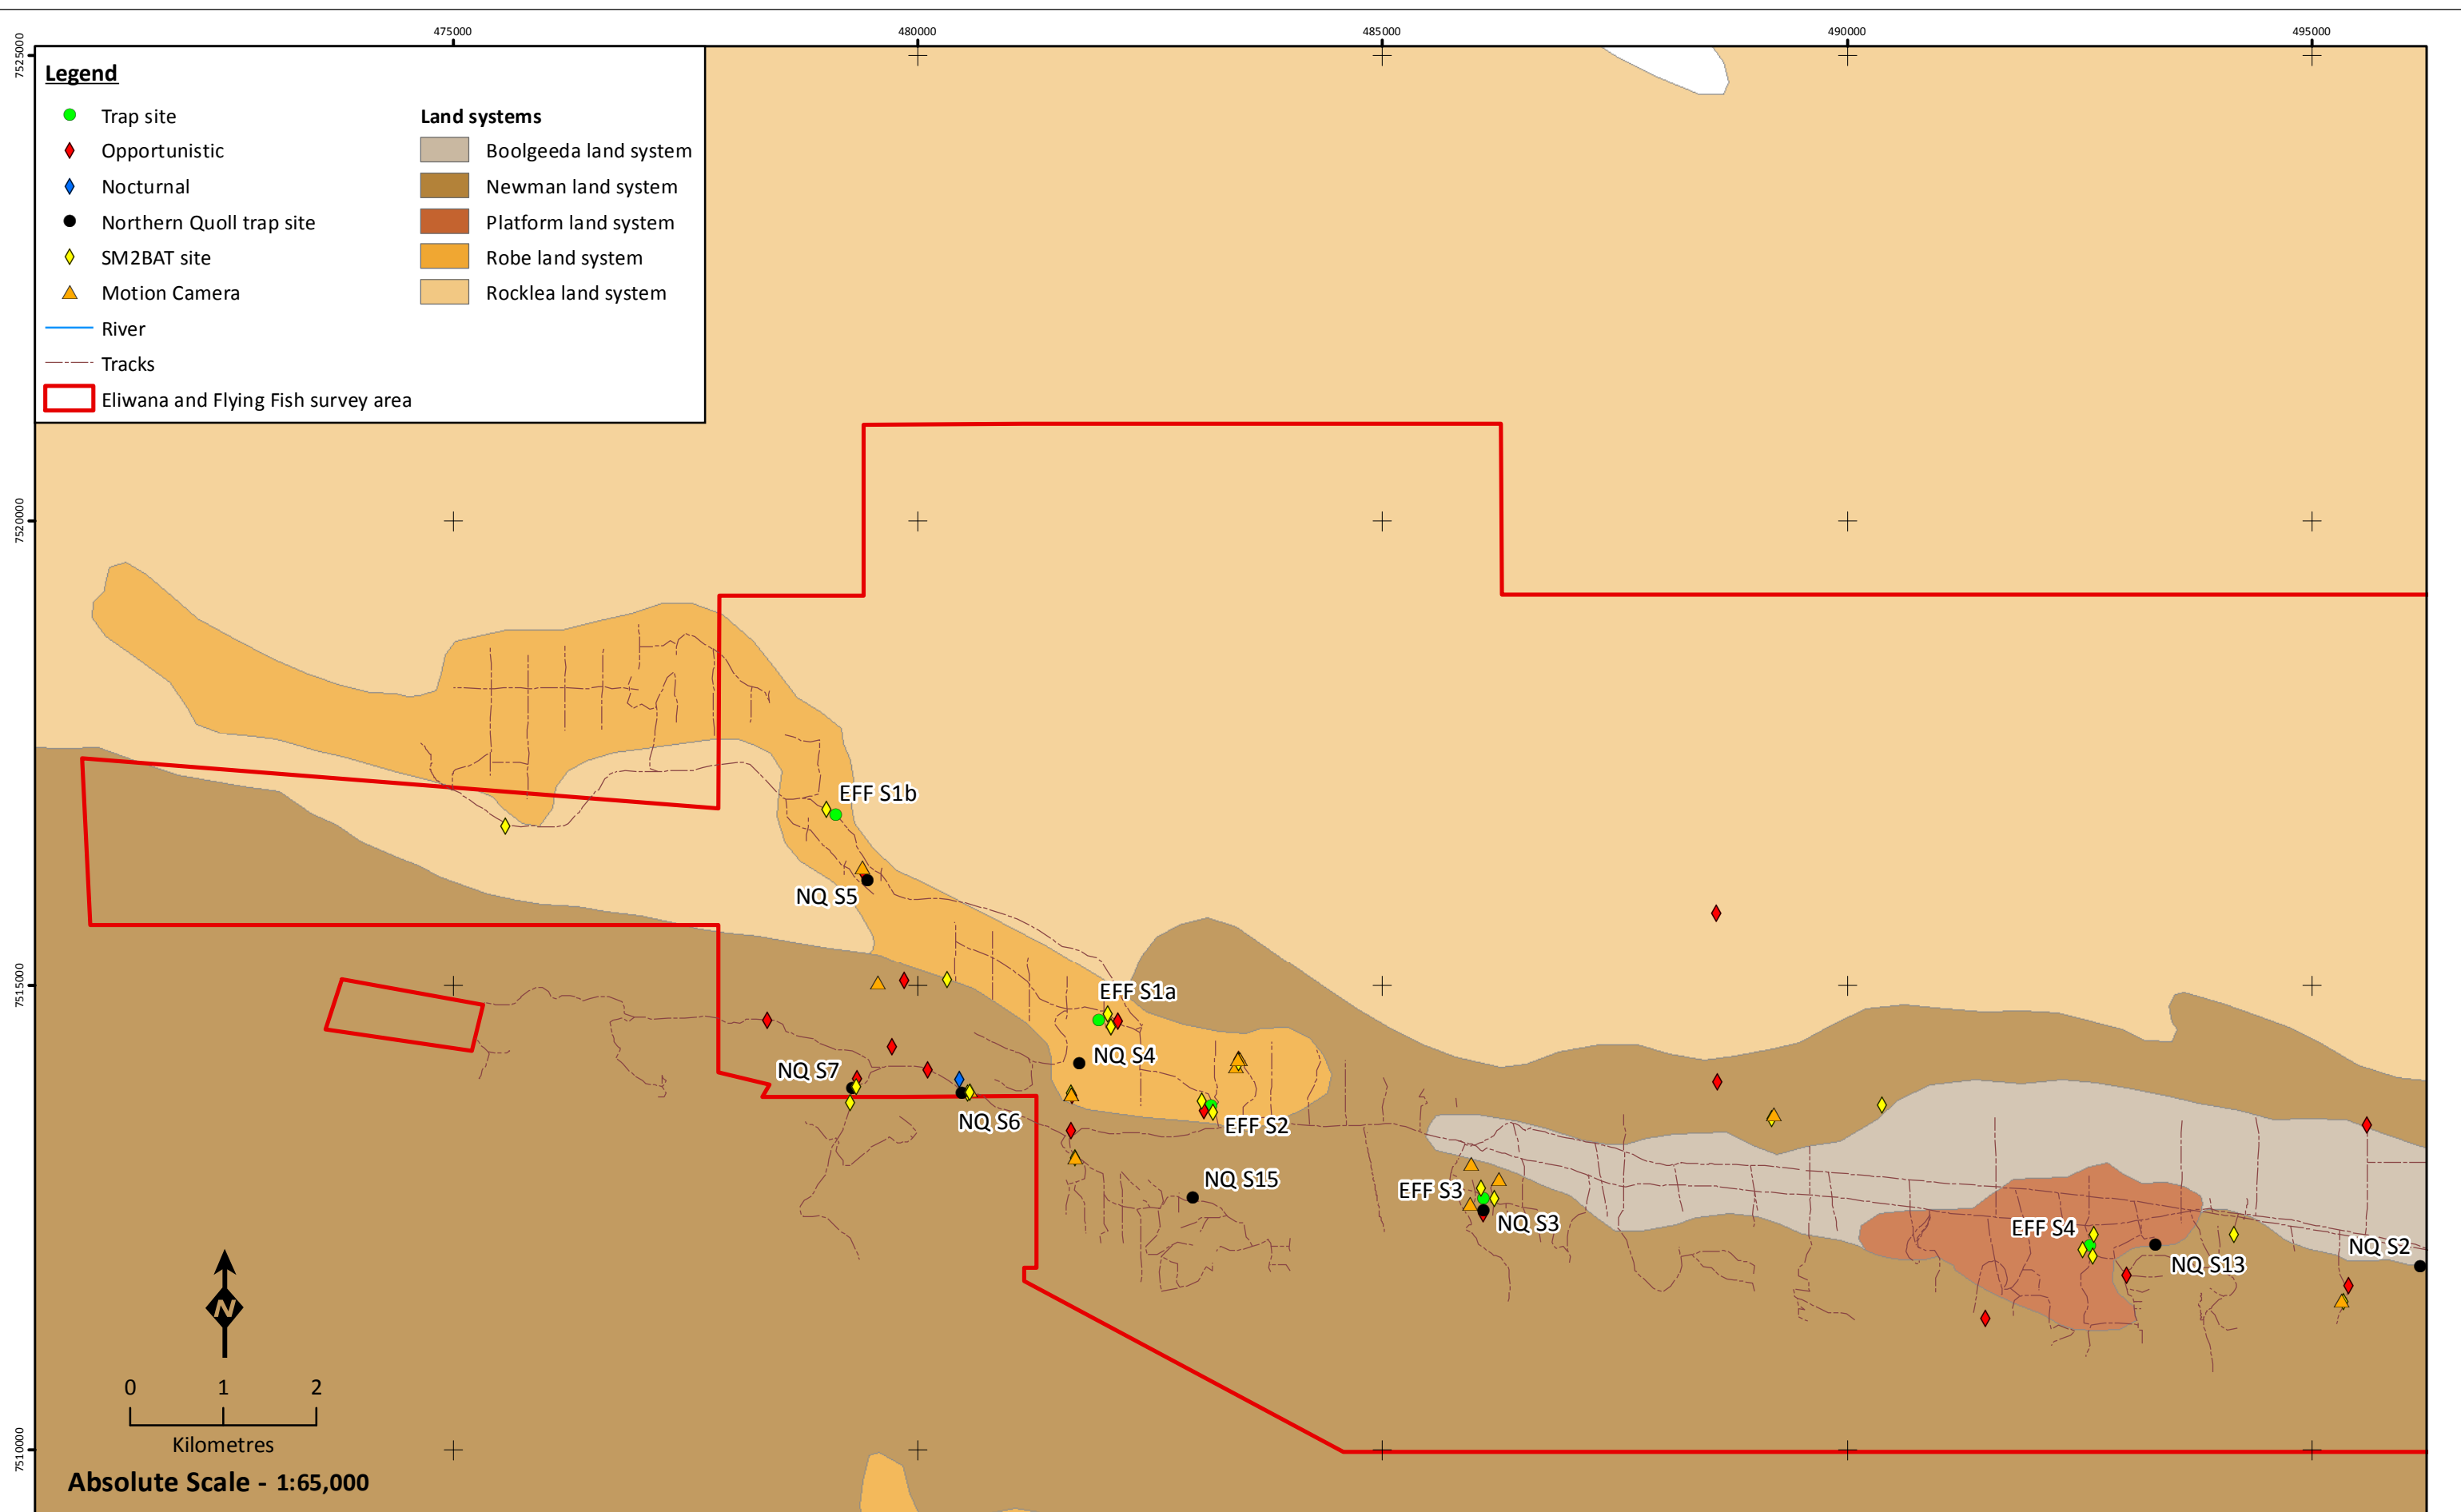 475000 480000 485000 490000 495000
7525000
7520000
7515000
7510000
Legend
Trap site
Opportunistic
Nocturnal
Northern Quoll trap site
SM2BAT site
Motion Camera
River
Tracks
Eliwana and Flying Fish survey area
Land systems
Boolgeeda land system
Newman land system
Platform land system
Robe land system
Rocklea land system
EFF S1b
NQ S5
EFF S1a
NQ S4
NQ S7
NQ S6
EFF S2
NQ S15
EFF S3
NQ S3
EFF S4
NQ S2
NQ S13
N
0 1 2
Kilometres
Absolute Scale - 1:65,000